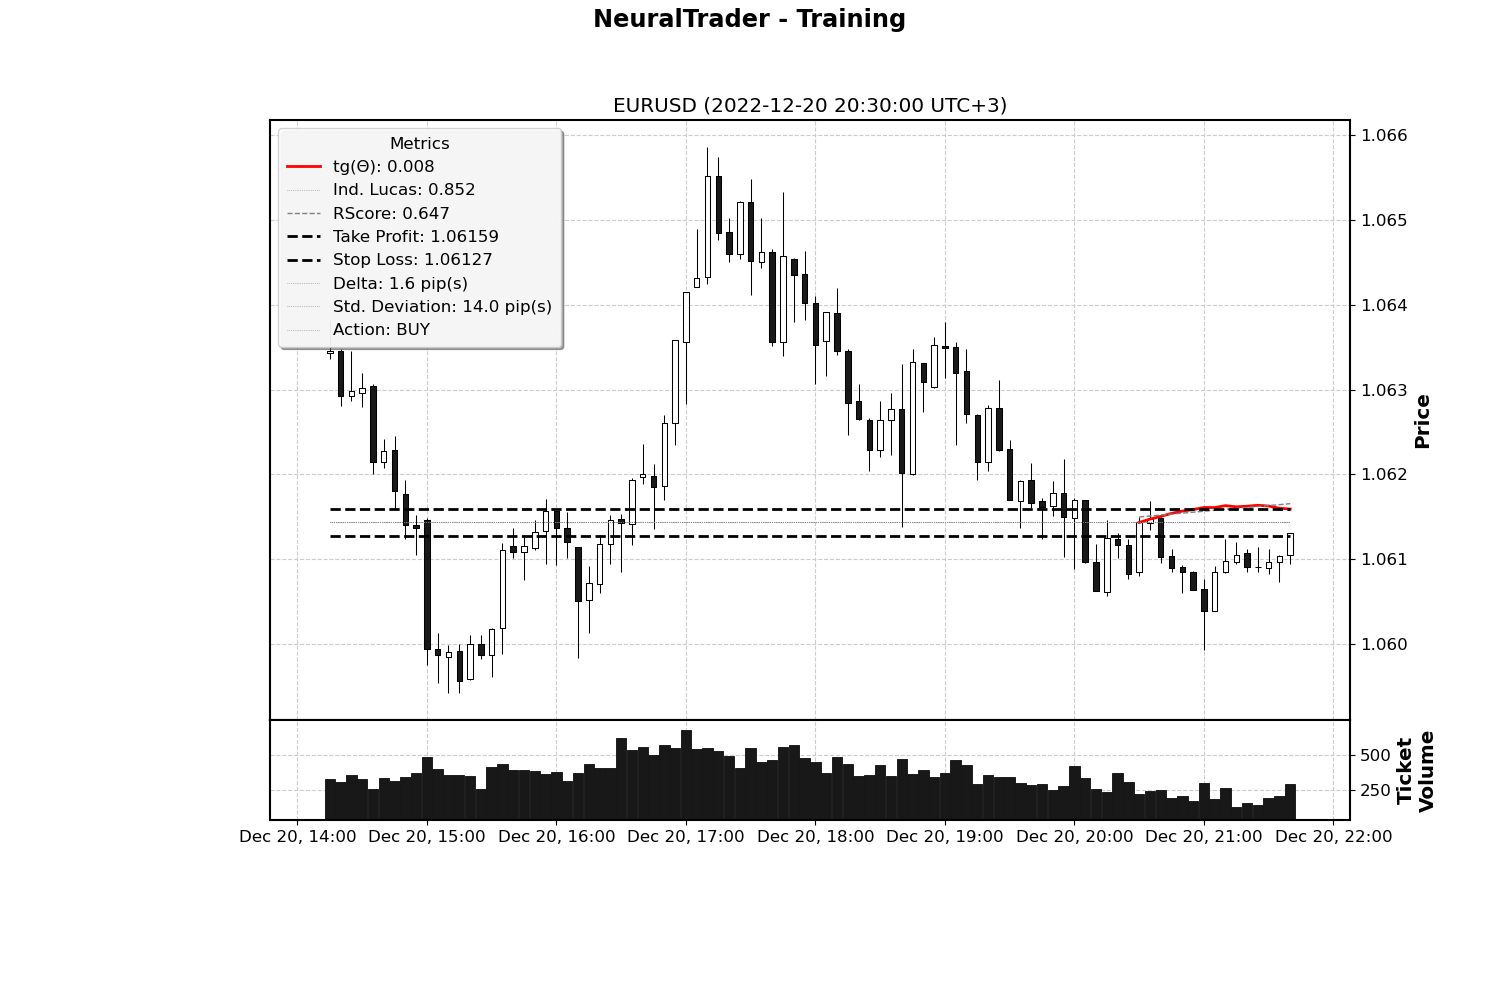 NeuralTrader - Training
EURUSD (2022-12-20 20:30:00 UTC+3)
Metrics
tg(Θ): 0.008
Ind. Lucas: 0.852
RScore: 0.647
Take Profit: 1.06159
Stop Loss: 1.06127
Delta: 1.6 pip(s)
Std. Deviation: 14.0 pip(s)
Action: BUY
1.066
1.065
1.064
1.063
1.062
1.061
1.060
Price
500
250
Ticket
Volume
Dec 20, 14:00 Dec 20, 15:00 Dec 20, 16:00 Dec 20, 17:00 Dec 20, 18:00 Dec 20, 19:00 Dec 20, 20:00 Dec 20, 21:00 Dec 20, 22:00